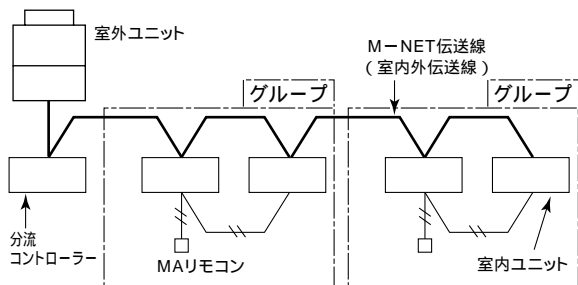 室外ユニット
M－NET伝送線
（室内外伝送線）
グループ
グループ
分流
コントローラー
MAリモコン
室内ユニット